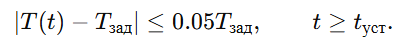 |T(t) − T_зад| ≤ 0.05T_зад, t ≥ t_уст.